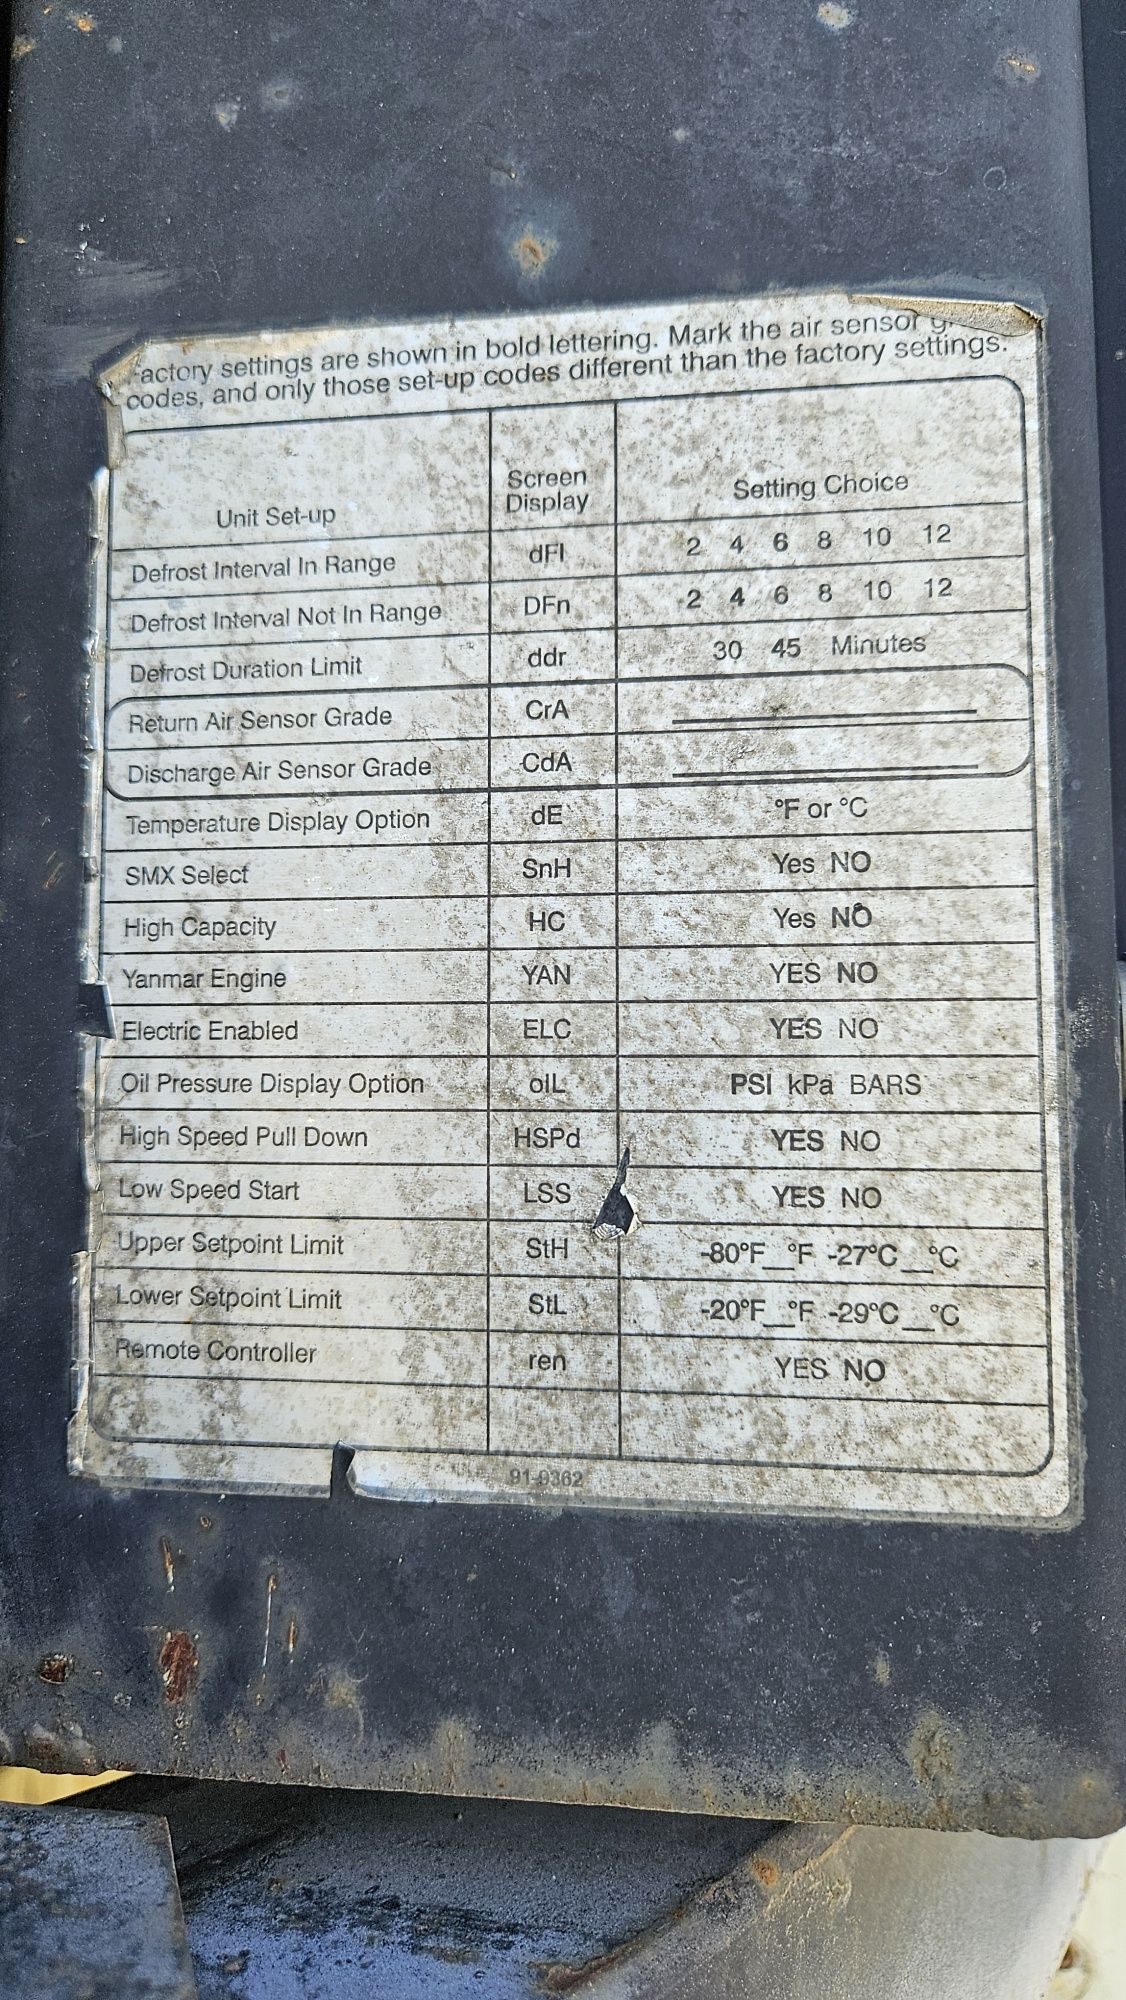 actory settings are shown in bold lettering. Mark the air sensor
codes, and only those set-up codes different than the factory settings.
Unit Set-up Screen Display Setting Choice
Defrost Interval In Range dFI 2 4 6 8 10 12
Defrost Interval Not In Range DFn 2 4 6 8 10 12
Defrost Duration Limit ddr 30 45 Minutes
Return Air Sensor Grade CrA
Discharge Air Sensor Grade CdA
Temperature Display Option dE °F or °C
SMX Select SnH Yes NO
High Capacity HC Yes NO
Yanmar Engine YAN YES NO
Electric Enabled ELC YES NO
Oil Pressure Display Option oIL PSI kPa BARS
High Speed Pull Down HSPd YES NO
Low Speed Start LSS YES NO
Upper Setpoint Limit StH -80°F__°F -27°C__°C
Lower Setpoint Limit StL -20°F__°F -29°C__°C
Remote Controller ren YES NO
91-9362